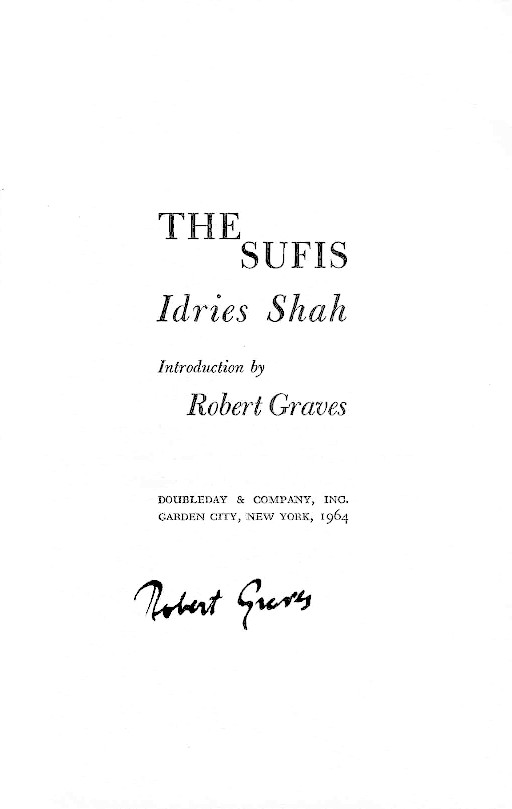 THE
SUFIS
Idries Shah
Introduction by
Robert Graves
DOUBLEDAY & COMPANY, INC.
GARDEN CITY, NEW YORK, 1964
Robert Graves